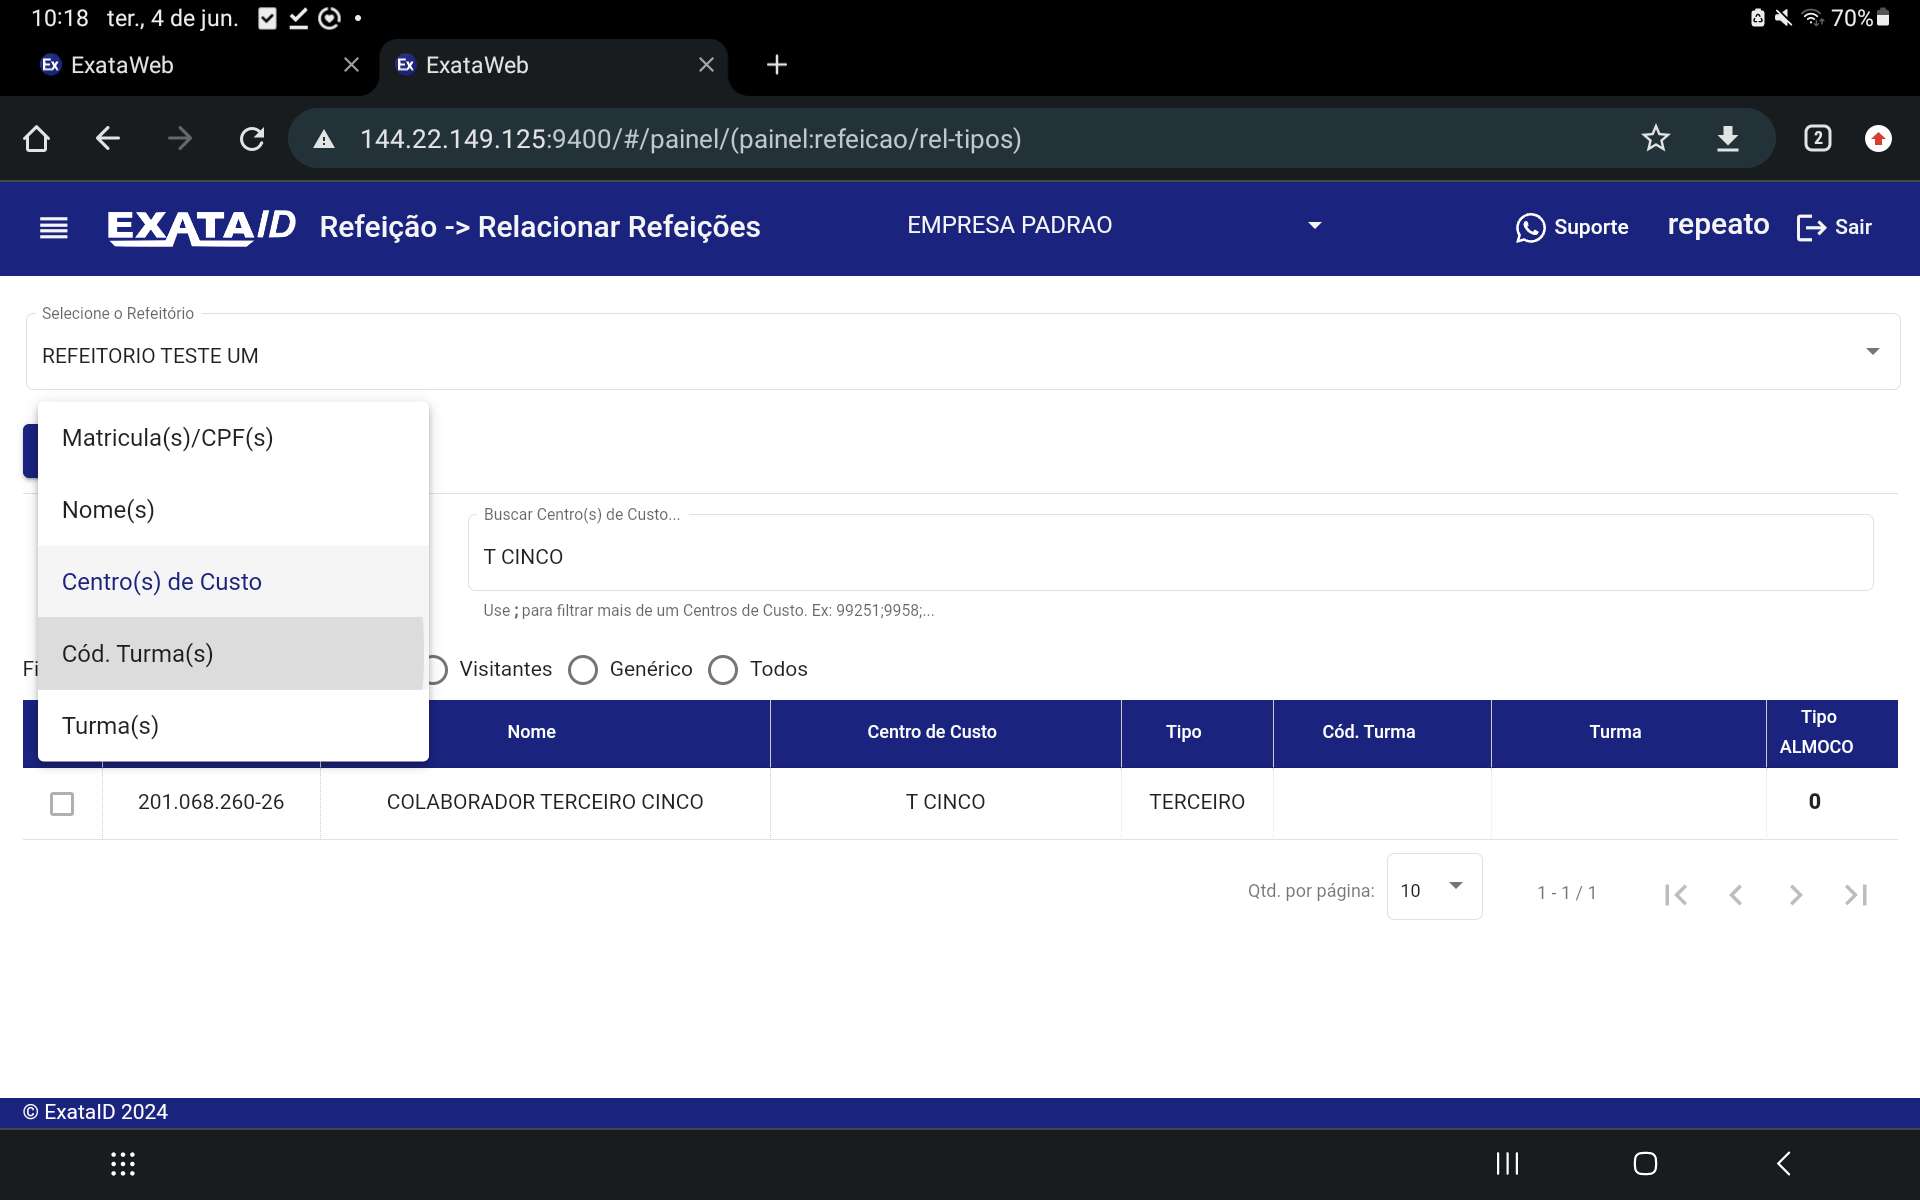 10:18 ter., 4 de jun. 70%
Ex ExataWeb Ex ExataWeb
144.22.149.125:9400/#/painel/(painel:refeicao/rel-tipos) 2
EXATAID Refeição -> Relacionar Refeições EMPRESA PADRAO Suporte repeato Sair
Selecione o Refeitório
REFEITORIO TESTE UM
Matricula(s)/CPF(s)
Nome(s)
Buscar Centro(s) de Custo...
T CINCO
Centro(s) de Custo
Use ; para filtrar mais de um Centros de Custo. Ex: 99251;9958;...
Cód. Turma(s)
Fi Visitantes Genérico Todos
Turma(s)
Nome Centro de Custo Tipo Cód. Turma Turma Tipo ALMOCO
201.068.260-26 COLABORADOR TERCEIRO CINCO T CINCO TERCEIRO 0
Qtd. por página: 10 1 - 1 / 1
© ExataID 2024